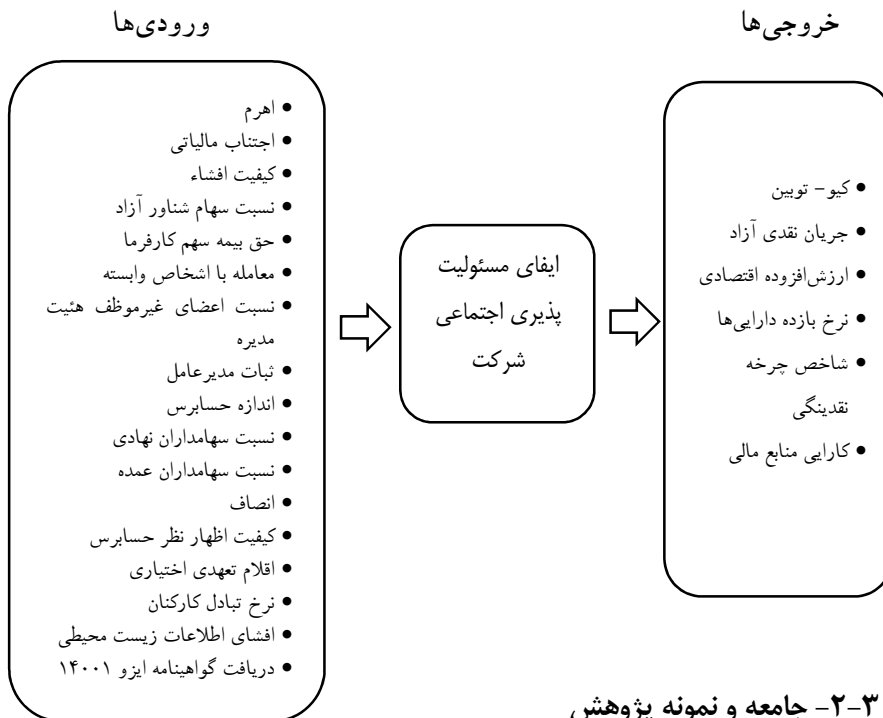 ورودی‌ها
• اهرم
• اجتناب مالیاتی
• کیفیت افشاء
• نسبت سهام شناور آزاد
• حق بیمه سهم کارفرما
• معامله با اشخاص وابسته
• نسبت اعضای غیرموظف هئیت
مدیره
• ثبات مدیرعامل
• اندازه حسابرس
• نسبت سهامداران نهادی
• نسبت سهامداران عمده
• انصاف
• کیفیت اظهار نظر حسابرس
• اقلام تعهدی اختیاری
• نرخ تبادل کارکنان
• افشای اطلاعات زیست محیطی
• دریافت گواهینامه ایزو ۱۴۰۰۱
ایفای مسئولیت
پذیری اجتماعی
شرکت
خروجی‌ها
• کیو- توبین
• جریان نقدی آزاد
• ارزش‌افزوده اقتصادی
• نرخ بازده دارایی‌ها
• شاخص چرخه
نقدینگی
• کارایی منابع مالی
۳-۲- جامعه و نمونه پژوهش